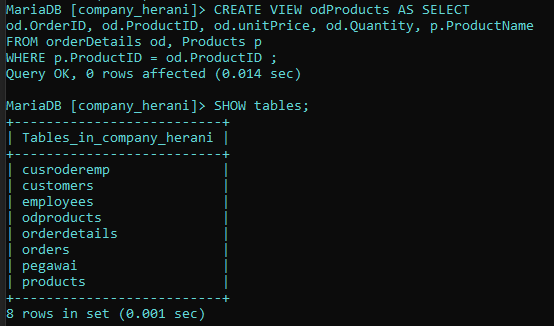 MariaDB [company_herani]> CREATE VIEW odProducts AS SELECT
od.OrderID, od.ProductID, od.unitPrice, od.Quantity, p.ProductName
FROM orderDetails od, Products p
WHERE p.ProductID = od.ProductID ;
Query OK, 0 rows affected (0.014 sec)

MariaDB [company_herani]> SHOW tables;
+--------------------------+
| Tables_in_company_herani |
+--------------------------+
| cusroderemp              |
| customers                |
| employees                |
| odproducts               |
| orderdetails             |
| orders                   |
| pegawai                  |
| products                 |
+--------------------------+
8 rows in set (0.001 sec)